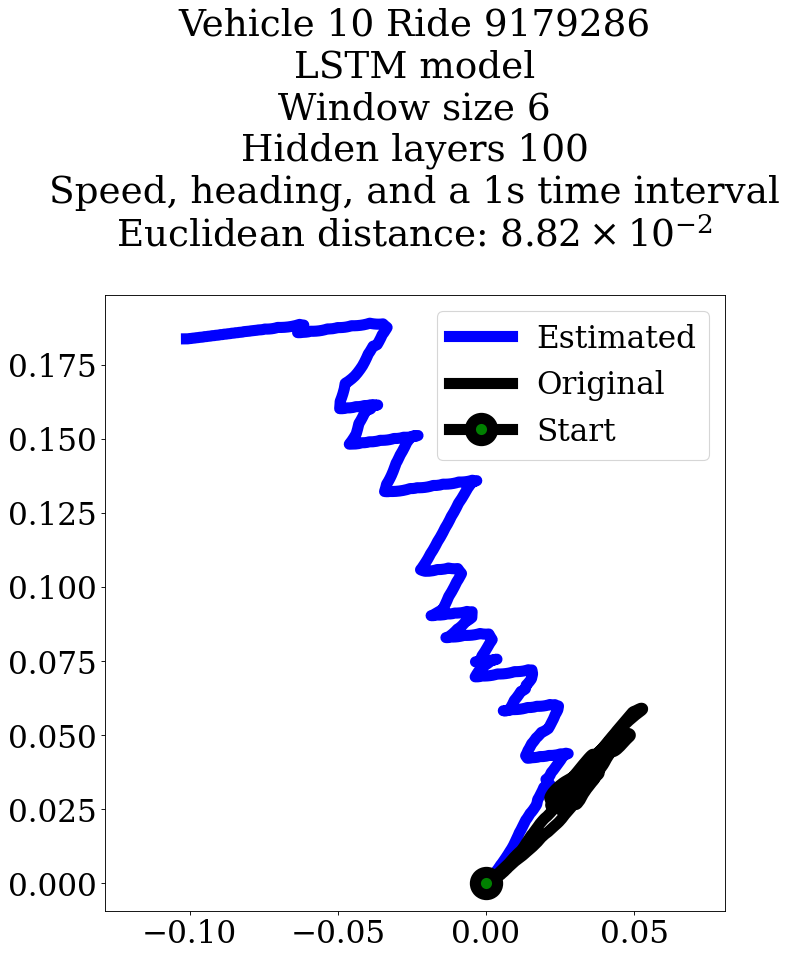 Vehicle 10 Ride 9179286
LSTM model
Window size 6
Hidden layers 100
Speed, heading, and a 1s time interval
Euclidean distance: 8.82 × 10⁻²
Estimated
Original
Start
0.175
0.150
0.125
0.100
0.075
0.050
0.025
0.000
−0.10 −0.05 0.00 0.05